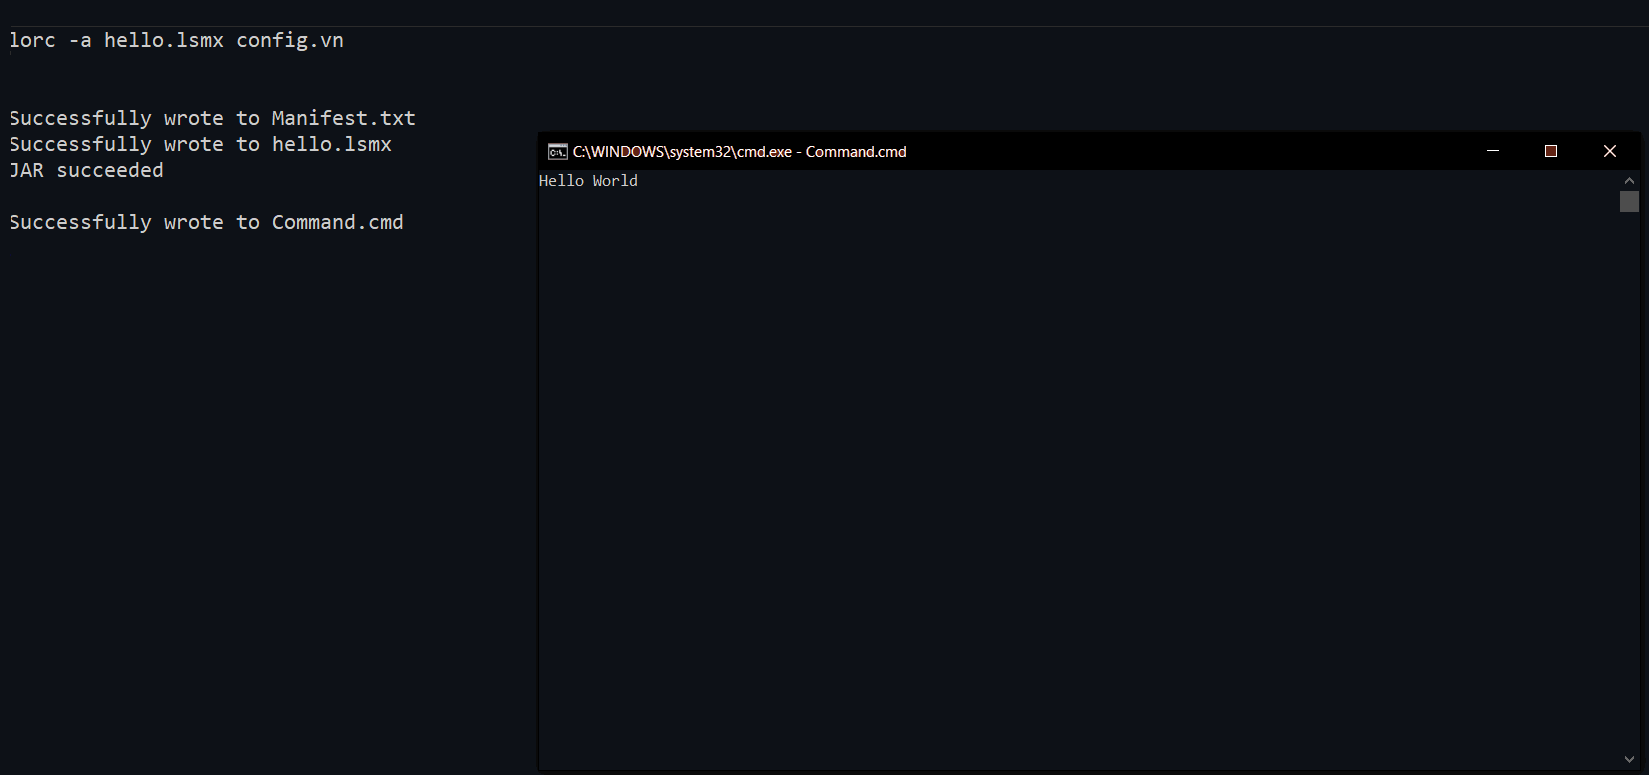 lorc -a hello.lsmx config.vn
Successfully wrote to Manifest.txt
Successfully wrote to hello.lsmx
JAR succeeded
Successfully wrote to Command.cmd
C:\WINDOWS\system32\cmd.exe - Command.cmd
Hello World